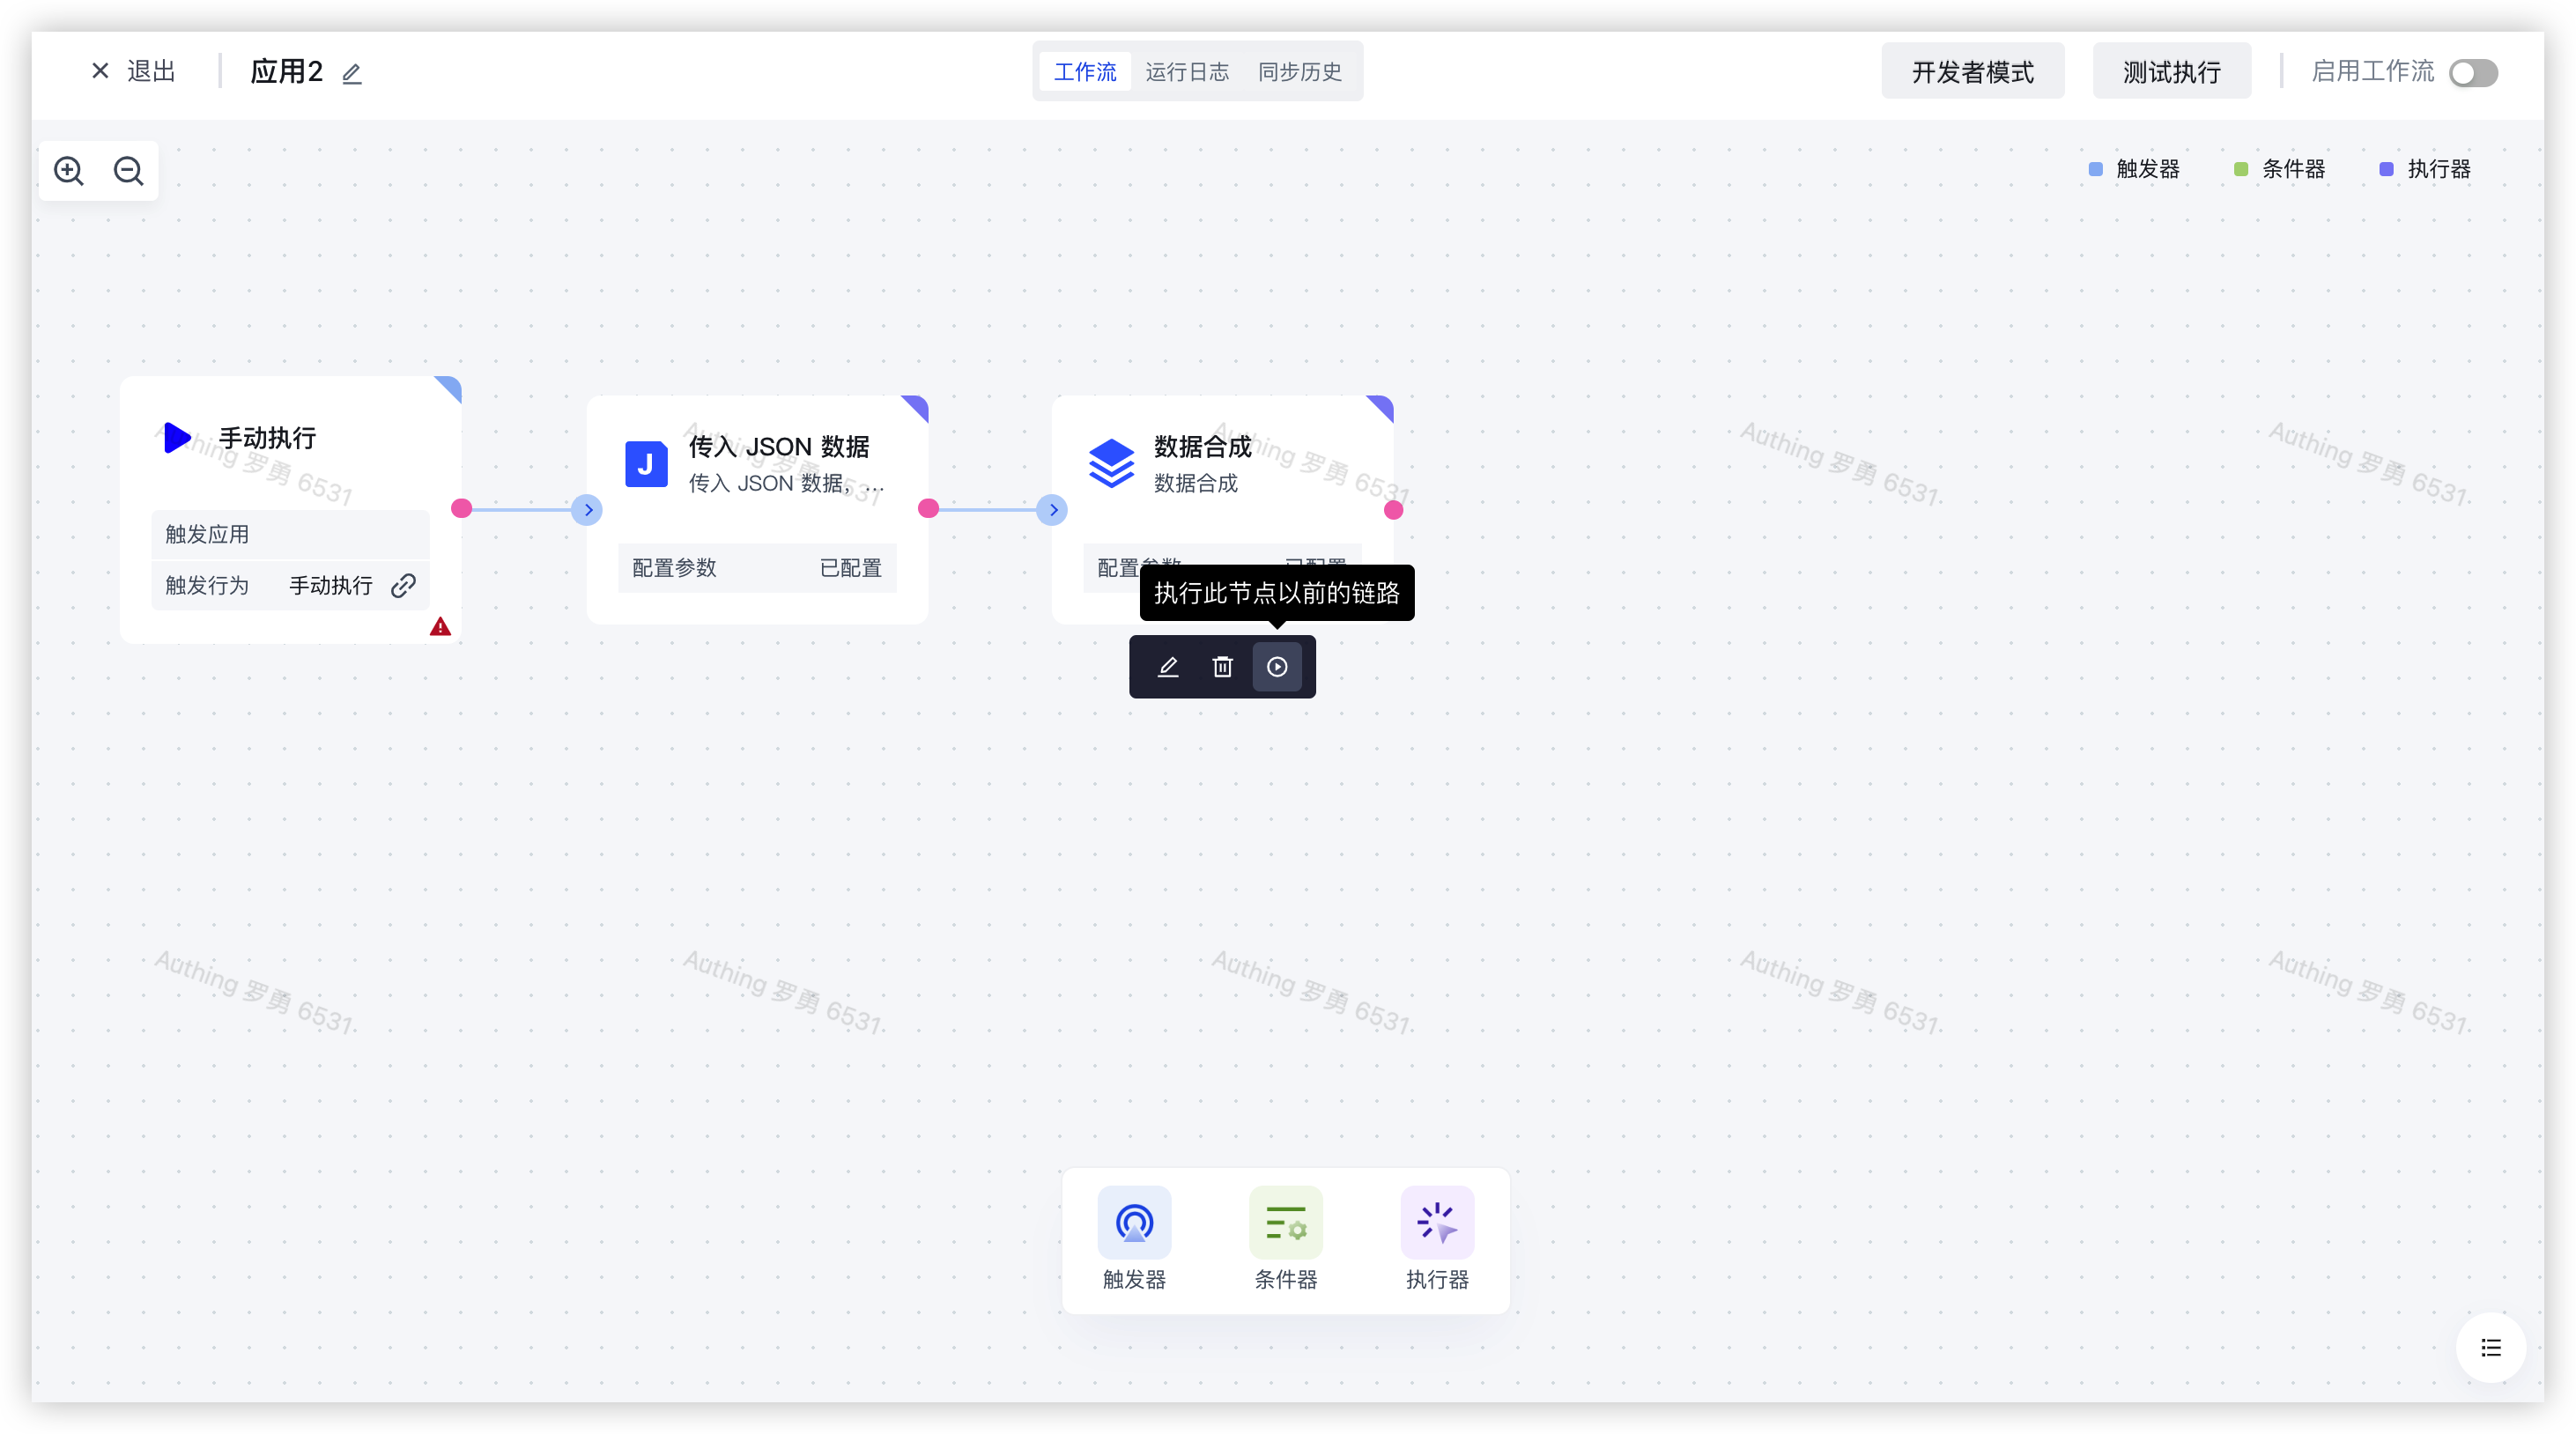 退出 应用2 工作流 运行日志 同步历史 开发者模式 测试执行 启用工作流
触发器 条件器 执行器
手动执行
触发应用
触发行为 手动执行
传入 JSON 数据
传入 JSON 数据，...
配置参数 已配置
数据合成
数据合成
配置参数 已配置
执行此节点以前的链路
Authing 罗勇 6531
Authing 罗勇 6531
Authing 罗勇 6531
Authing 罗勇 6531
Authing 罗勇 6531
Authing 罗勇 6531
Authing 罗勇 6531
Authing 罗勇 6531
Authing 罗勇 6531
Authing 罗勇 6531
触发器 条件器 执行器